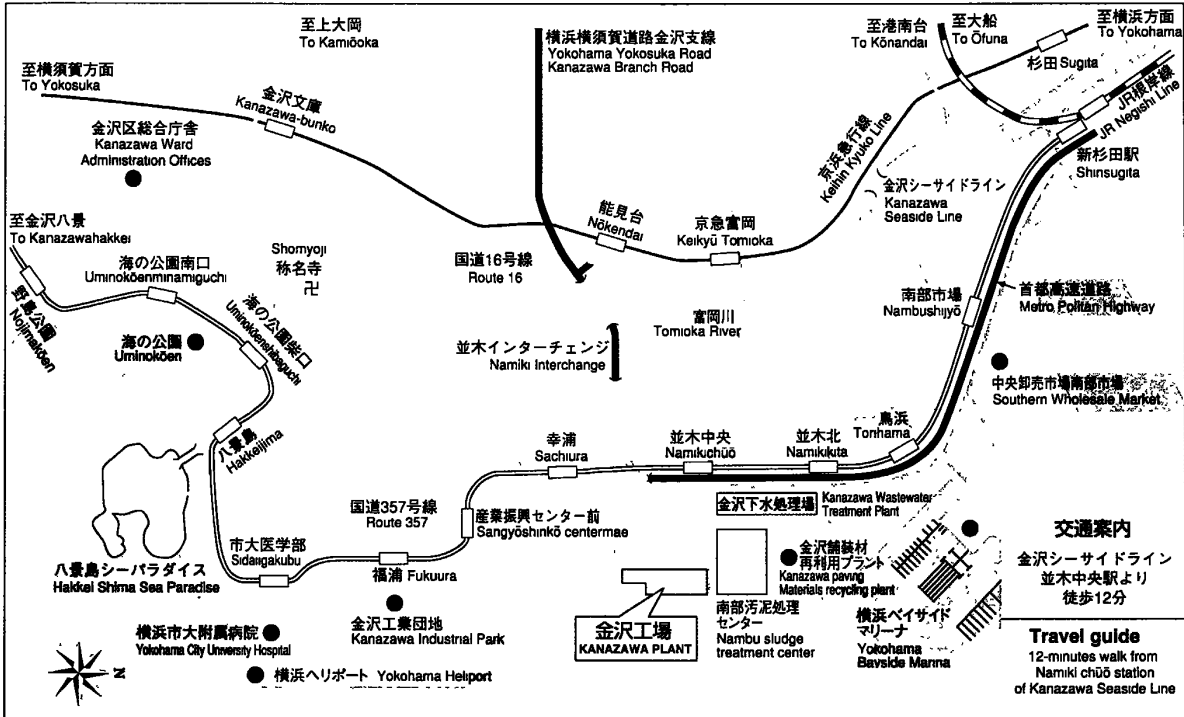 至上大岡
To Kamiōoka
横浜横須賀道路金沢支線
Yokohama Yokosuka Road
Kanazawa Branch Road
至港南台
To Kōnandai
至大船
To Ōfuna
至横浜方面
To Yokohama
杉田 Sugita
至横須賀方面
To Yokosuka
金沢文庫
Kanazawa-bunko
JR根岸線
JR Negishi Line
金沢区総合庁舎
Kanazawa Ward
Administration Offices
京浜急行線
Keihin Kyuko Line
新杉田駅
Shinsugita
金沢シーサイドライン
Kanazawa
Seaside Line
至金沢八景
To Kanazawahakkei
能見台
Nōkendai
京急富岡
Keikyū Tomioka
海の公園南口
Uminokōenminamiguchi
Shomyoji
称名寺
卍
国道16号線
Route 16
野島公園
Nojimakōen
海の公園
Uminokōen
海の公園柴口
Uminokōenshibaguchi
南部市場
Nambushijyō
首都高速道路
Metro Politan Highway
富岡川
Tomioka River
並木インターチェンジ
Namiki Interchange
中央卸売市場南部市場
Southern Wholesale Market
八景島
Hakkeijima
幸浦
Sachiura
並木中央
Namikichūō
並木北
Namikikita
鳥浜
Torihama
国道357号線
Route 357
産業振興センター前
Sangyōshinkō centermae
金沢下水処理場
Kanazawa Wastewater
Treatment Plant
市大医学部
Sidaiigakubu
福浦 Fukuura
八景島シーパラダイス
Hakkei Shima Sea Paradise
金沢舗装材
再利用プラント
Kanazawa paving
Materials recycling plant
交通案内
金沢シーサイドライン
並木中央駅より
徒歩12分
金沢工業団地
Kanazawa Industrial Park
金沢工場
KANAZAWA PLANT
南部汚泥処理
センター
Nambu sludge
treatment center
横浜ベイサイド
マリーナ
Yokohama
Bayside Marina
横浜市大附属病院
Yokohama City University Hospital
横浜ヘリポート Yokohama Heliport
N
Travel guide
12-minutes walk from
Namiki chūō station
of Kanazawa Seaside Line